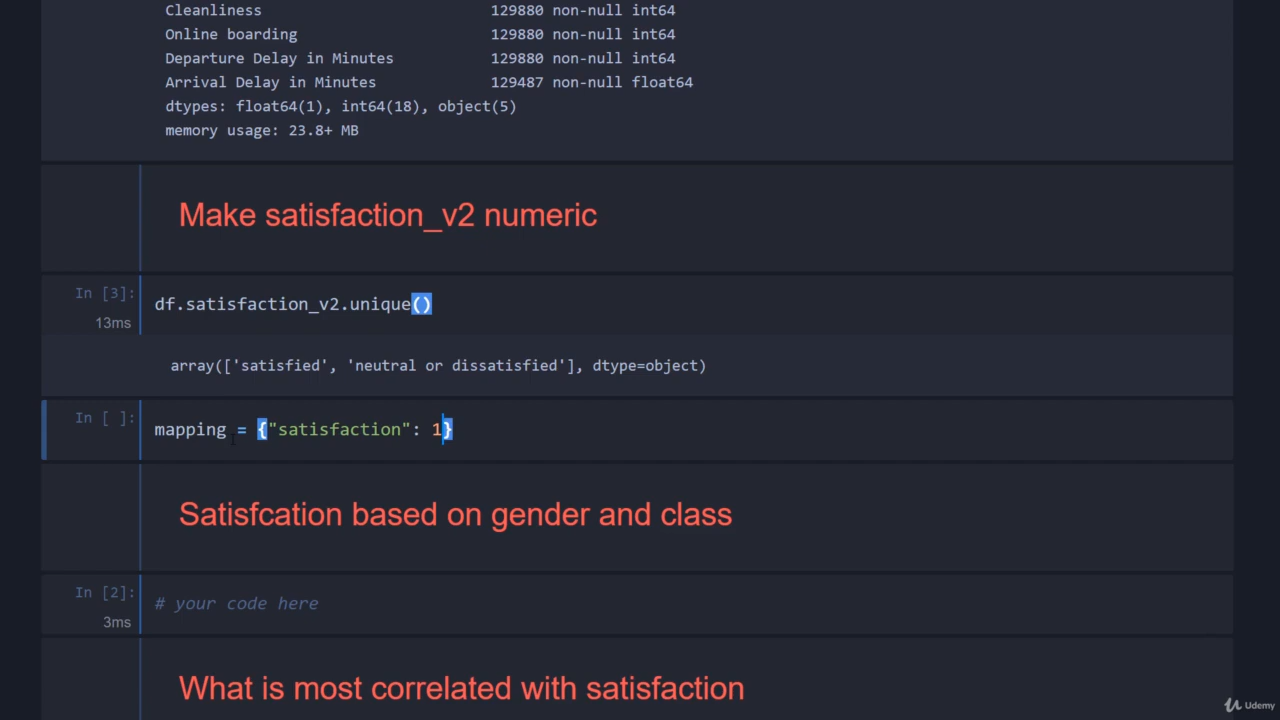 Cleanliness 129880 non-null int64
Online boarding 129880 non-null int64
Departure Delay in Minutes 129880 non-null int64
Arrival Delay in Minutes 129487 non-null float64
dtypes: float64(1), int64(18), object(5)
memory usage: 23.8+ MB
Make satisfaction_v2 numeric
In [3]: df.satisfaction_v2.unique()
13ms
array(['satisfied', 'neutral or dissatisfied'], dtype=object)
In [ ]: mapping = {"satisfaction": 1}
Satisfcation based on gender and class
In [2]: # your code here
3ms
What is most correlated with satisfaction
Udemy